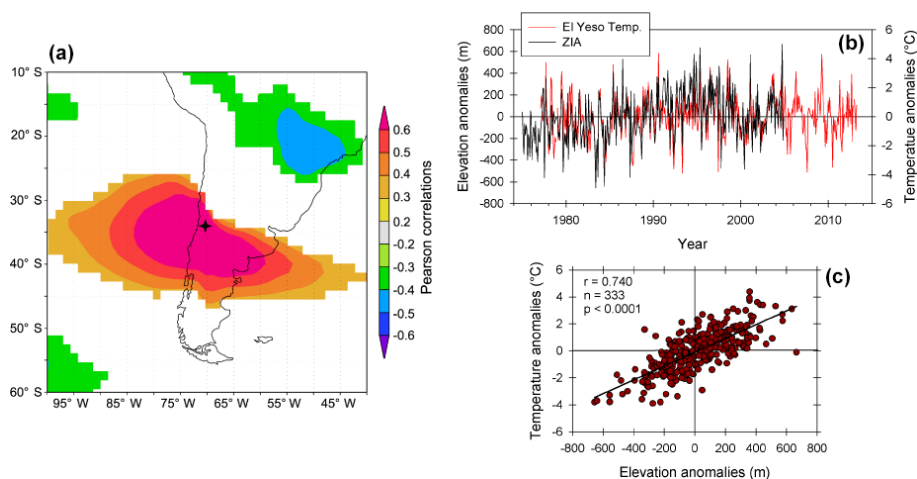 (a)
10° S
20° S
30° S
40° S
50° S
60° S
95° W 85° W 75° W 65° W 55° W 45° W
0.6
0.5
0.4
0.3
0.2
-0.2
-0.3
-0.4
-0.5
-0.6
Pearson correlations
El Yeso Temp.
ZIA
(b)
Elevation anomalies (m)
800
600
400
200
0
-200
-400
-600
-800
6
4
2
0
-2
-4
-6
Temperature anomalies (°C)
1980 1990 2000 2010
Year
(c)
r = 0.740
n = 333
p < 0.0001
Temperature anomalies (°C)
6
4
2
0
-2
-4
-6
-800 -600 -400 -200 0 200 400 600 800
Elevation anomalies (m)